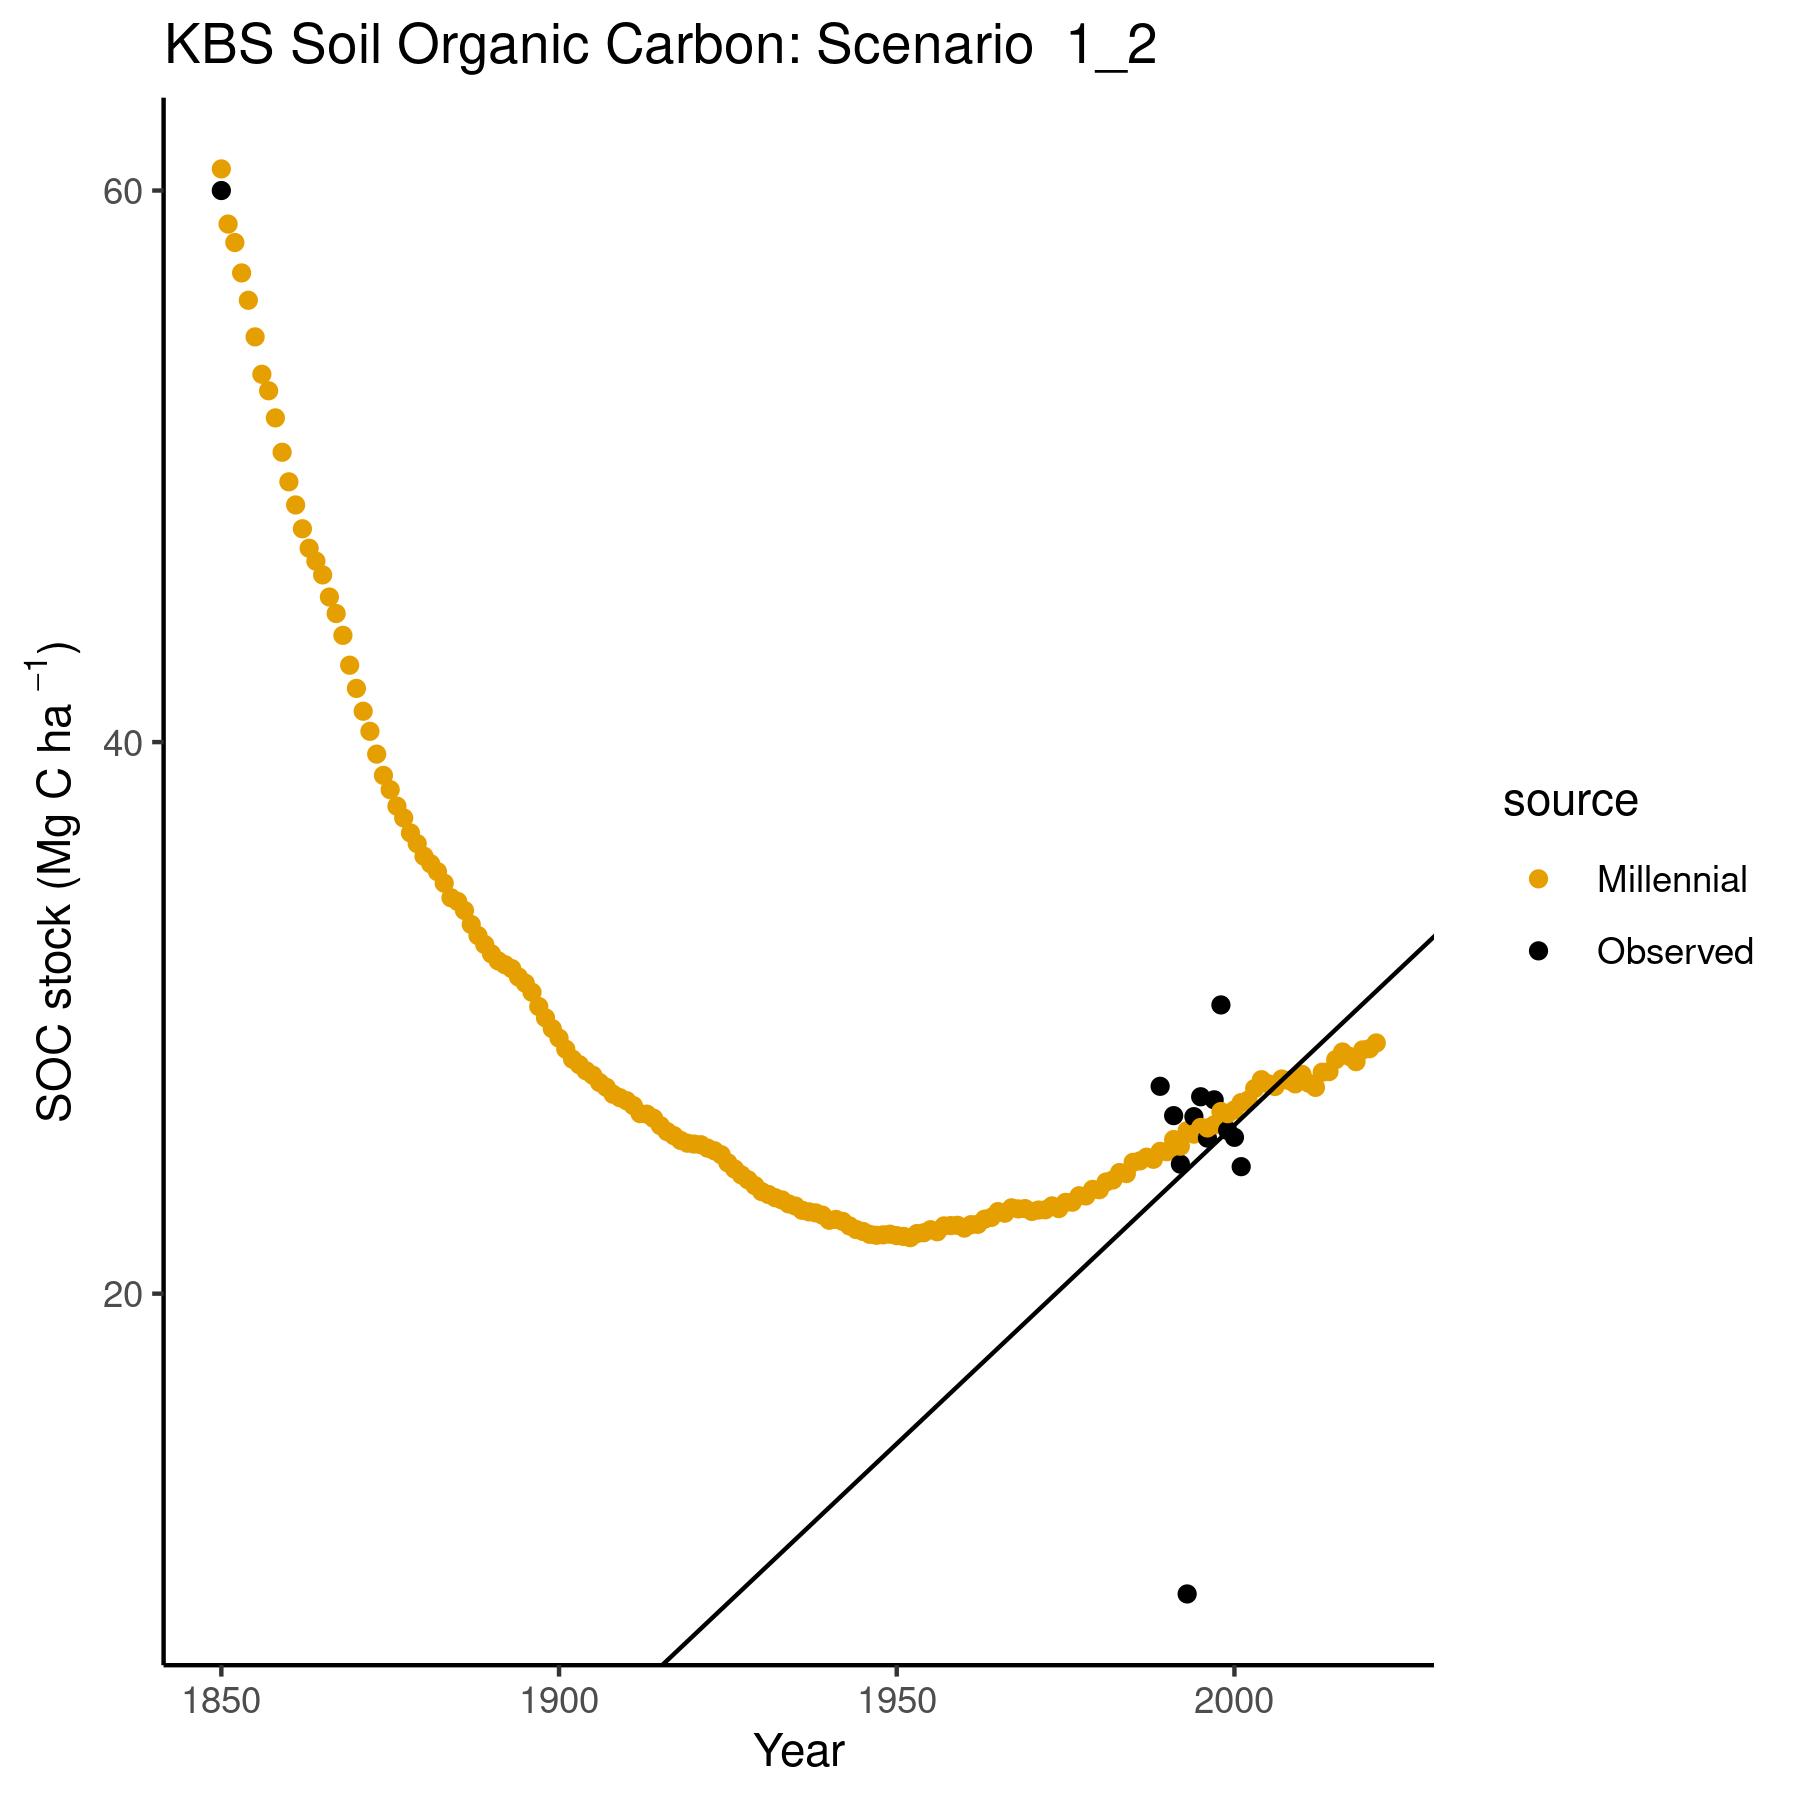 KBS Soil Organic Carbon: Scenario  1_2
SOC stock (Mg C ha −1)
60
40
20
1850
1900
1950
2000
Year
source
Millennial
Observed